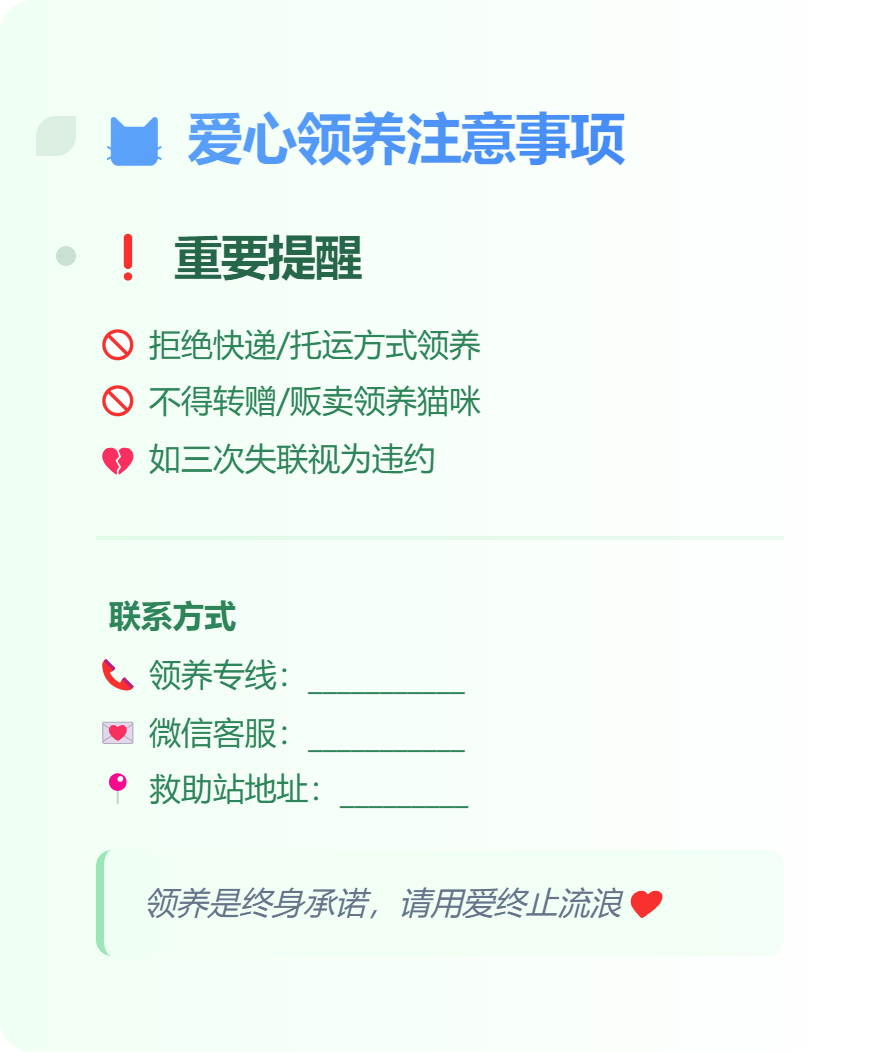 爱心领养注意事项
❗ 重要提醒
🚫 拒绝快递/托运方式领养
🚫 不得转赠/贩卖领养猫咪
💔 如三次失联视为违约
联系方式
📞 领养专线：___________
💌 微信客服：___________
📍 救助站地址：_________
领养是终身承诺，请用爱终止流浪❤️